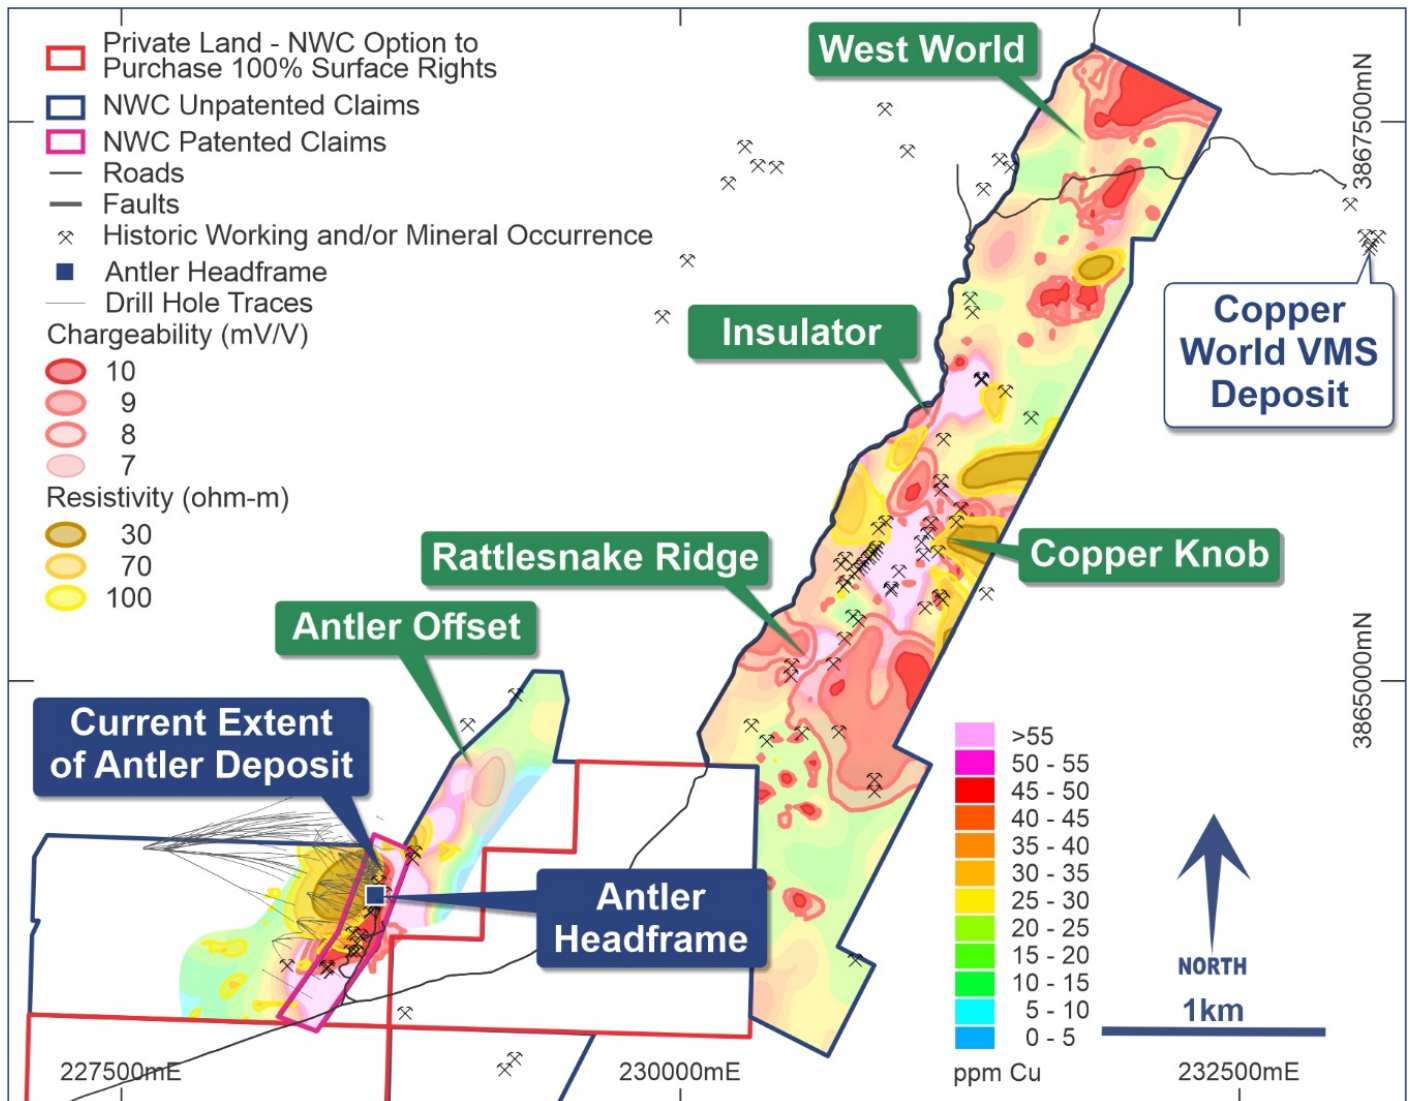 Private Land - NWC Option to
Purchase 100% Surface Rights
NWC Unpatented Claims
NWC Patented Claims
Roads
Faults
Historic Working and/or Mineral Occurrence
Antler Headframe
Drill Hole Traces
Chargeability (mV/V)
10
9
8
7
Resistivity (ohm-m)
30
70
100
West World
3867500mN
Copper
World VMS
Deposit
Insulator
Rattlesnake Ridge
Copper Knob
Antler Offset
3865000mN
Current Extent
of Antler Deposit
Antler
Headframe
>55
50 - 55
45 - 50
40 - 45
35 - 40
30 - 35
25 - 30
20 - 25
15 - 20
10 - 15
5 - 10
0 - 5
ppm Cu
NORTH
1km
227500mE
230000mE
232500mE